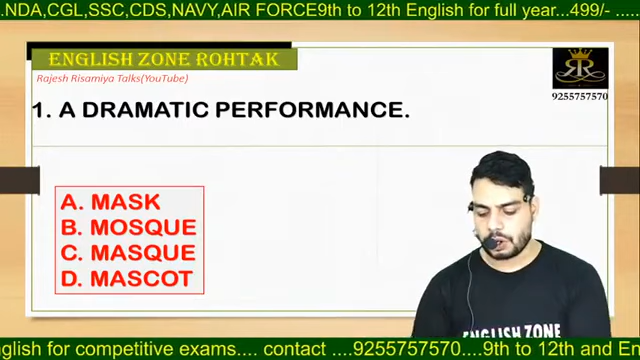 .NDA,CGL,SSC,CDS,NAVY,AIR FORCE9th to 12th English for full year...499/- .....
ENGLISH ZONE ROHTAK
Rajesh Risamiya Talks(YouTube)
RR
9255757570
1. A DRAMATIC PERFORMANCE.
A. MASK
B. MOSQUE
C. MASQUE
D. MASCOT
ENGLISH ZONE
nglish for competitive exams.... contact ....9255757570....9th to 12th and En